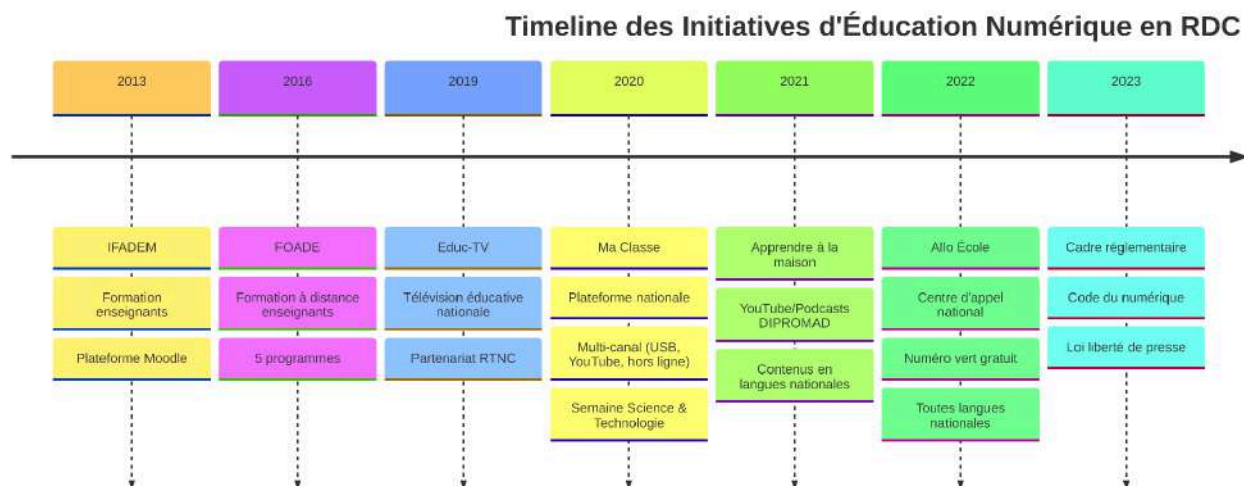 Timeline des Initiatives d'Éducation Numérique en RDC
2013
2016
2019
2020
2021
2022
2023
IFADEM
Formation
enseignants
Plateforme Moodle
FOADE
Formation à distance
enseignants
5 programmes
Educ-TV
Télévision éducative
nationale
Partenariat RTNC
Ma Classe
Plateforme nationale
Multi-canal (USB,
YouTube, hors ligne)
Semaine Science &
Technologie
Apprendre à la
maison
YouTube/Podcasts
DIPROMAD
Contenus en
langues nationales
Allo École
Centre d'appel
national
Numéro vert gratuit
Toutes langues
nationales
Cadre réglementaire
Code du numérique
Loi liberté de presse